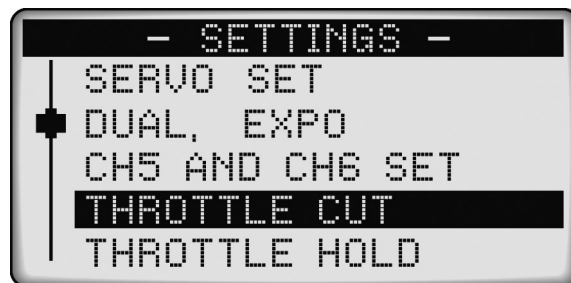 - SETTINGS -
SERVO SET
DUAL, EXPO
CH5 AND CH6 SET
THROTTLE CUT
THROTTLE HOLD